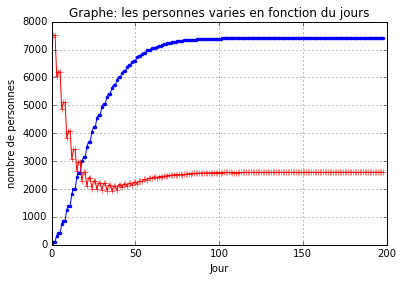 Graphe: les personnes varies en fonction du jours
8000
7000
6000
5000
4000
3000
2000
1000
0
nombre de personnes
0 50 100 150 200
Jour